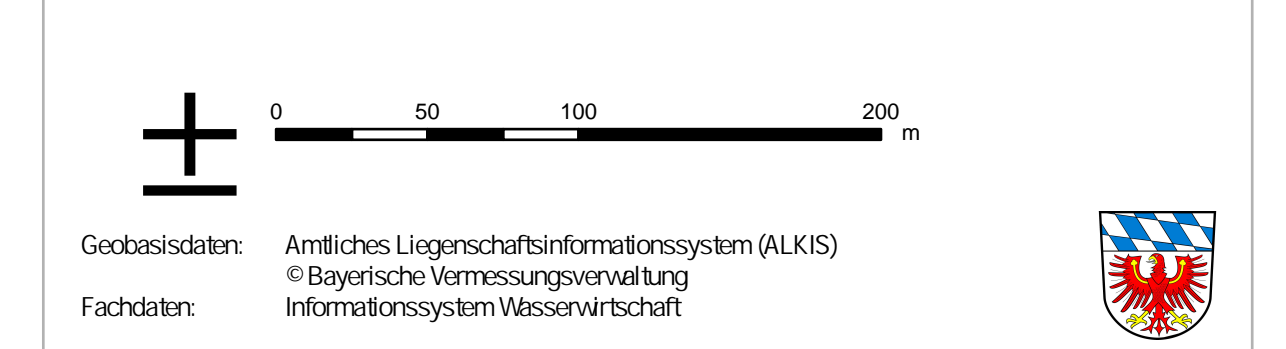 0 50 100 200
m
Geobasisdaten: Amtliches Liegenschaftsinformationssystem (ALKIS)
© Bayerische Vermessungsverwaltung
Fachdaten: Informationssystem Wasserwirtschaft